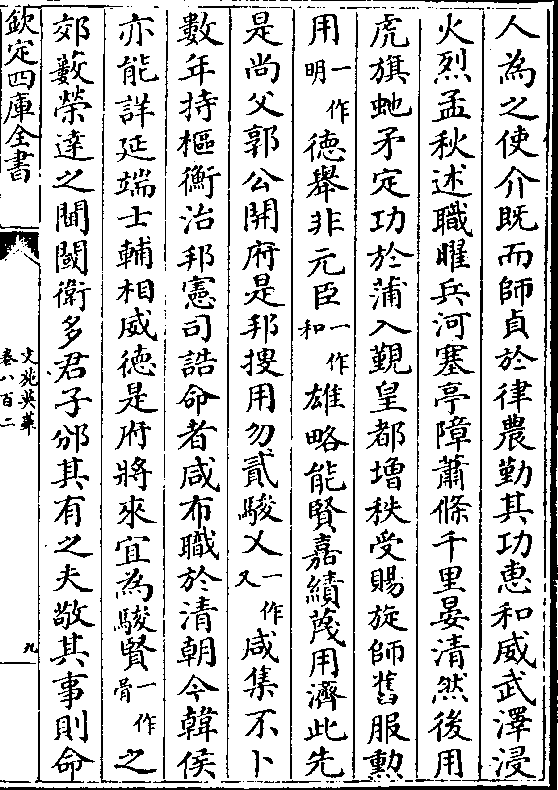 人為之使介既而師貞於律農勤其功恵和威武澤浸
火烈孟秋述職曜兵河塞亭障蕭條千里晏清然後用
虎旗虵矛定功於蒲入覲皇都增秩受賜旋師舊服勲
用一作明德舉非元臣一作和雄略能賢嘉績茂用濟此先
是尚父郭公開府是邦搜用勿貳駿乂一作又咸集不卜
數年持樞衡治邦憲司誥命者咸布職於清朝今韓侯
亦能詳延端士輔相威德是府將來宜為駿賢一作骨之
郊藪榮達之閫閾衛多君子邠其有之夫敬其事則命
欽定四庫全書
文苑英華
卷八百二
九